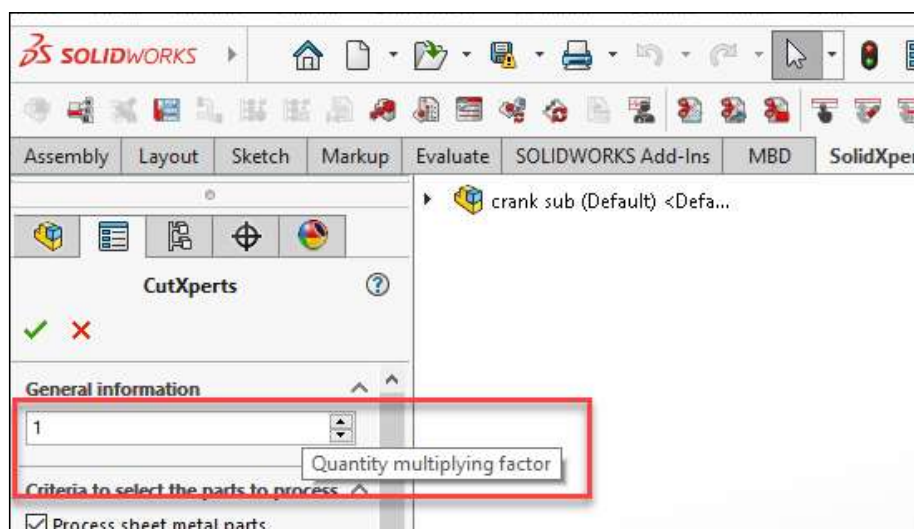 SOLIDWORKS
Assembly Layout Sketch Markup Evaluate SOLIDWORKS Add-Ins MBD SolidXper
crank sub (Default) <Defa...
CutXperts
General information
1
Quantity multiplying factor
Criteria to select the parts to process
Process sheet metal parts